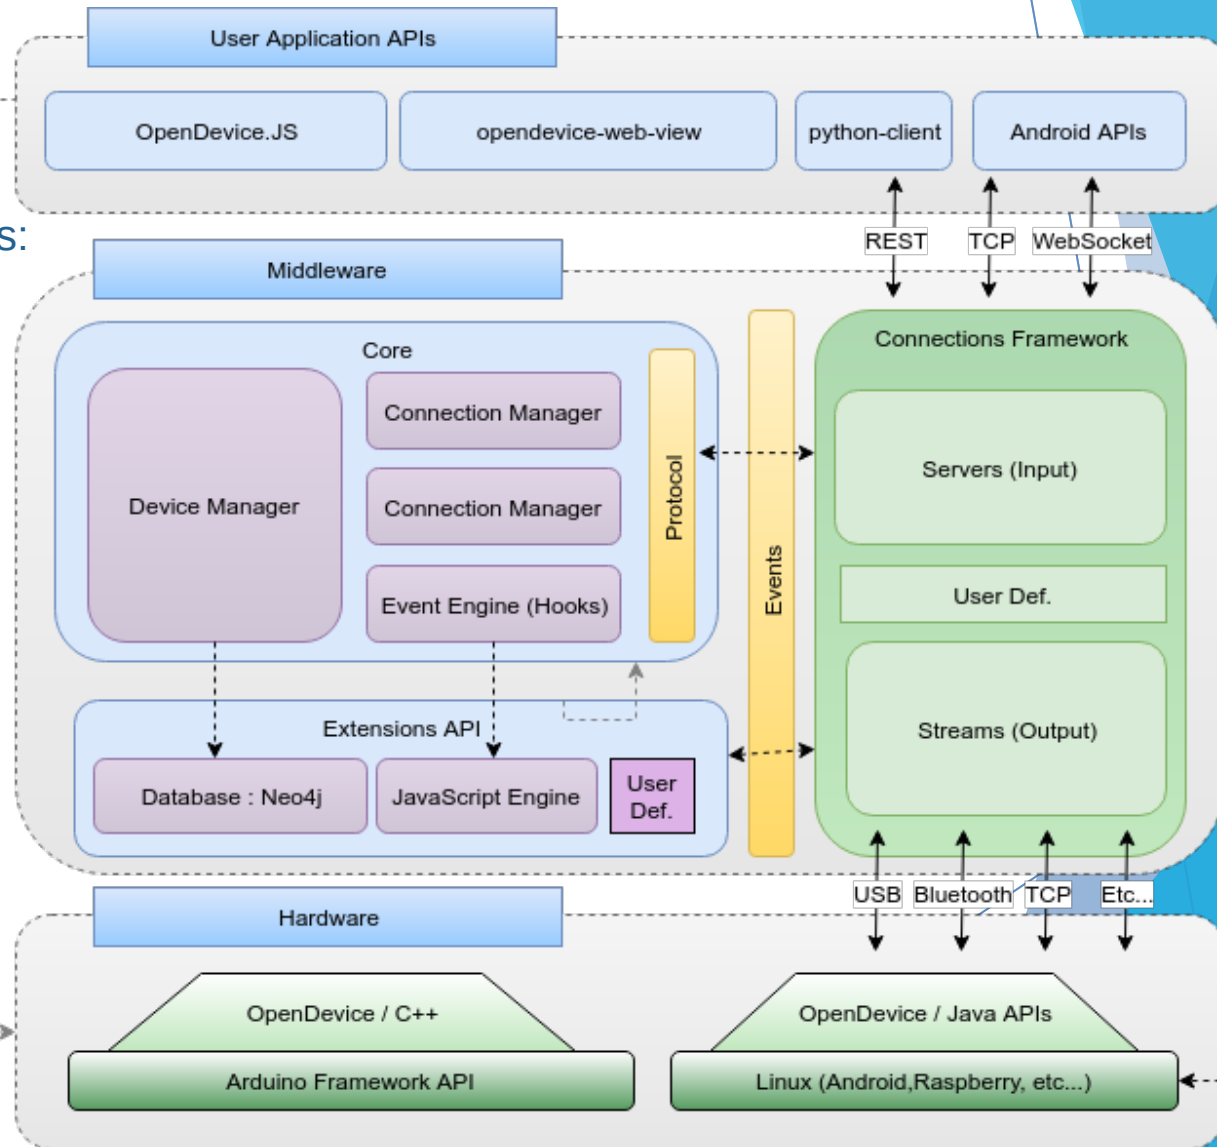 User Application APIs
OpenDevice.JS
opendevice-web-view
python-client
Android APIs
s:
REST
TCP
WebSocket
Middleware
Core
Device Manager
Connection Manager
Connection Manager
Event Engine (Hooks)
Protocol
Events
Connections Framework
Servers (Input)
User Def.
Streams (Output)
Extensions API
Database : Neo4j
JavaScript Engine
User
Def.
USB
Bluetooth
TCP
Etc...
Hardware
OpenDevice / C++
Arduino Framework API
OpenDevice / Java APIs
Linux (Android,Raspberry, etc...)